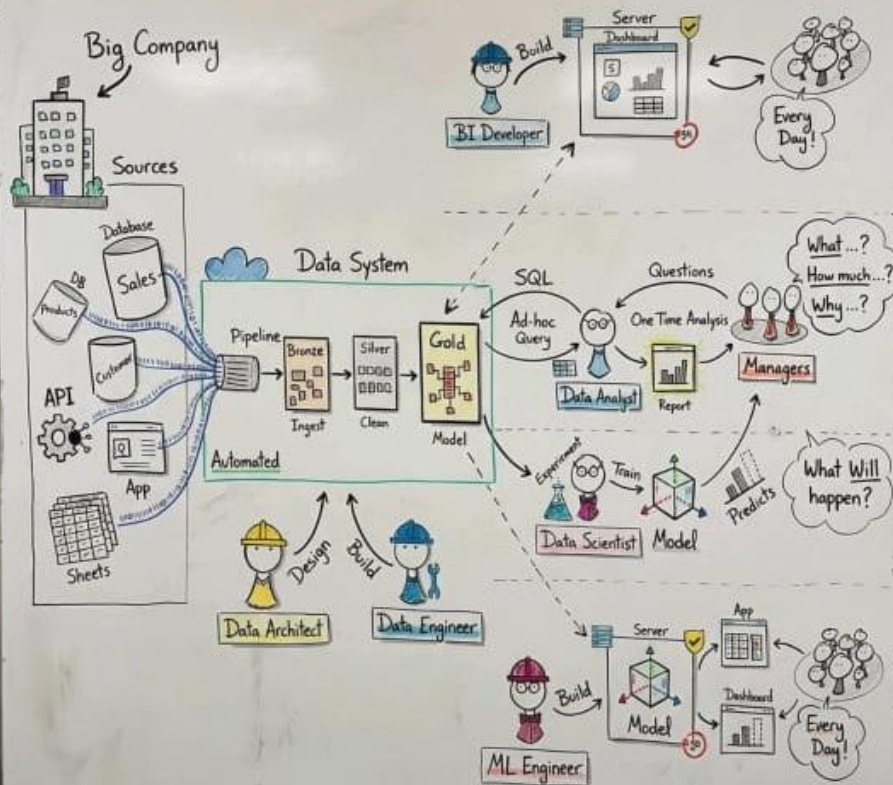 Big Company
Sources
Database
Sales
DB
Products
Customer
API
App
Sheets
Data System
Pipeline
Bronze
Ingest
Silver
Clean
Gold
Model
Automated
Design
Build
Data Architect
Data Engineer
Build
BI Developer
Server
Dashboard
Every
Day!
SQL
Ad-hoc
Query
Questions
One Time Analysis
Data Analyst
Report
What...?
How much...?
Why...?
Managers
Experiment
Train
Data Scientist
Model
Predicts
What Will
happen?
Build
ML Engineer
Server
Model
App
Dashboard
Every
Day!